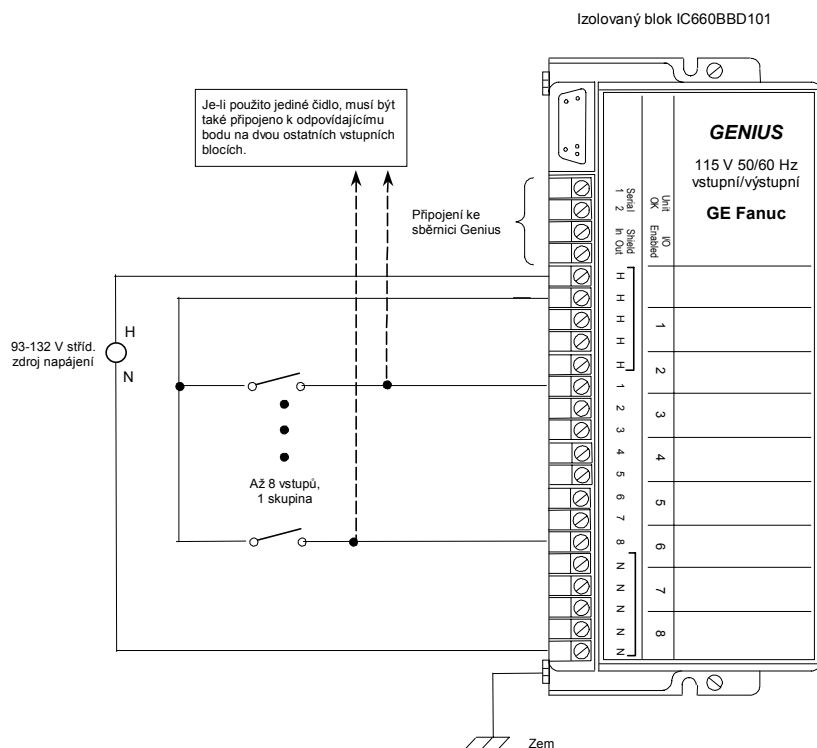 Izolovaný blok IC660BBD101
Je-li použito jediné čidlo, musí být
také připojeno k odpovídajícímu
bodu na dvou ostatních vstupních
blocích.
GENIUS
115 V 50/60 Hz
vstupní/výstupní
GE Fanuc
Připojení ke
sběrnici Genius
Serial
1 2
Shield
In Out
Unit
OK
I/O
Enabled
H
H
H
H
H
1
2
3
4
5
6
7
8
N
N
N
N
N
1
2
3
4
5
6
7
8
93-132 V stříd.
zdroj napájení
H
N
Až 8 vstupů,
1 skupina
Zem